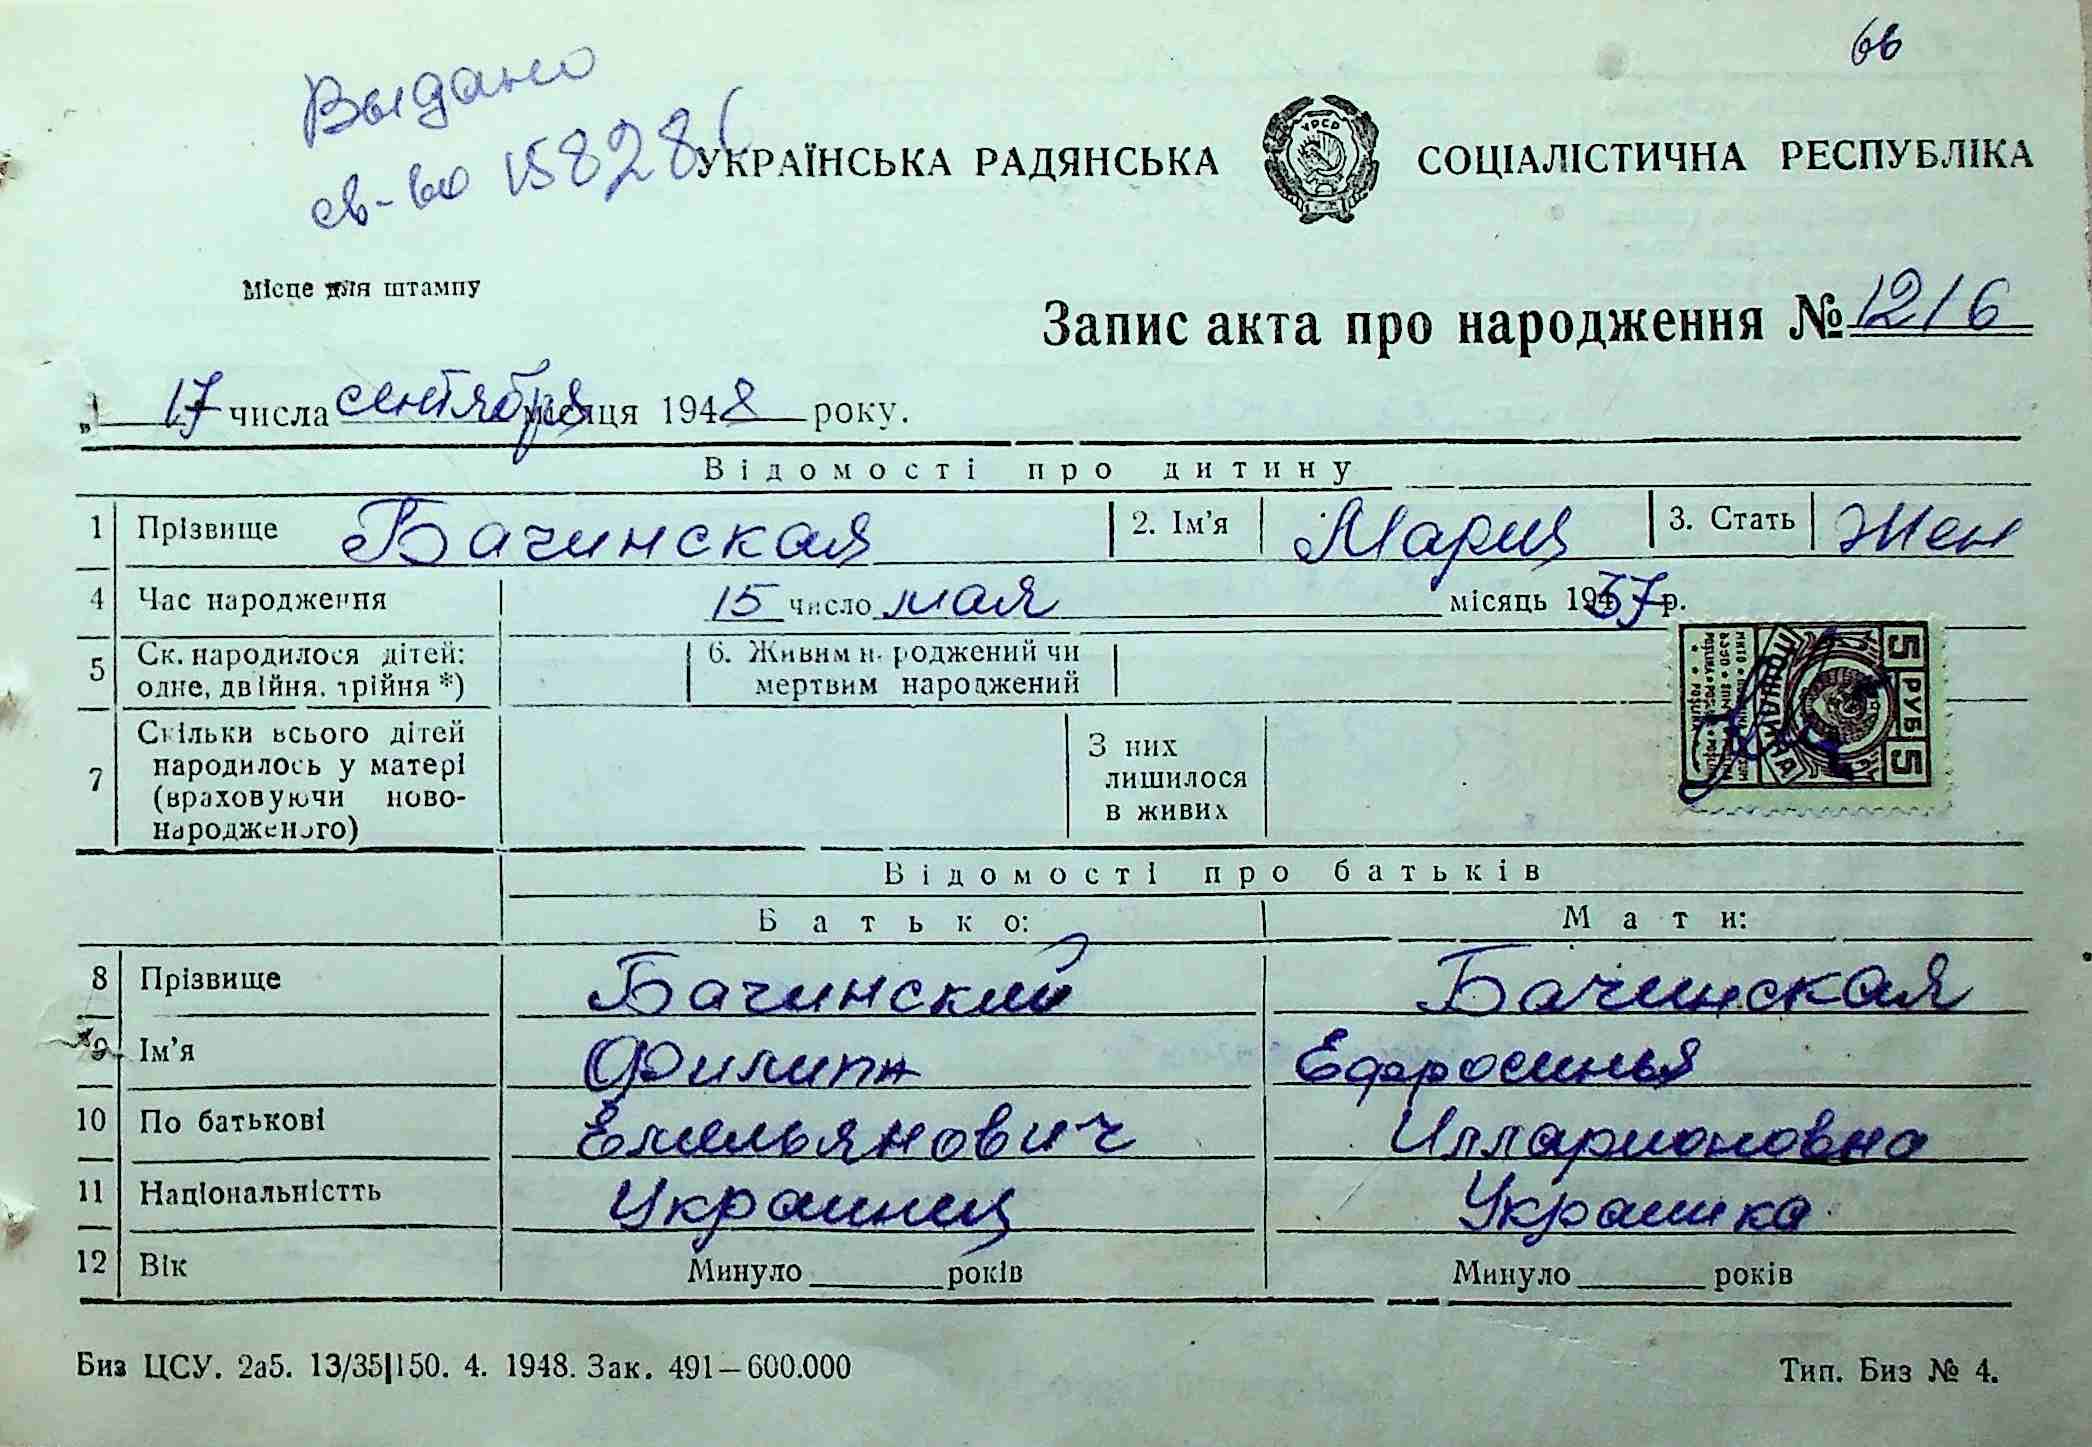 66
Выдано
св-во 158286
УКРАЇНСЬКА РАДЯНСЬКА СОЦІАЛІСТИЧНА РЕСПУБЛІКА
УРСР
Місце для штампу
Запис акта про народження № 1216
„ 17 числа сентября місяця 1948 року.
Відомості про дитину
1 Прізвище Бачинская 2. Ім'я Мария 3. Стать Жен
4 Час народження 15 число мая місяць 1937 р.
5 Ск. народилося дітей: одне, двійня, трійня *) 6. Живим народжений чи мертвим народжений
7 Скільки всього дітей народилось у матері (враховуючи новонародженого) З них лишилося в живих
5 РУБ 5
Відомості про батьків
Батько: Мати:
8 Прізвище Бачинский Бачинская
9 Ім'я Филипп Ефросинья
10 По батькові Емельянович Илларионовна
11 Національністть Украинец Украинка
12 Вік Минуло ____ років Минуло ____ років
Биз ЦСУ. 2а5. 13/35|150. 4. 1948. Зак. 491—600.000 Тип. Биз № 4.